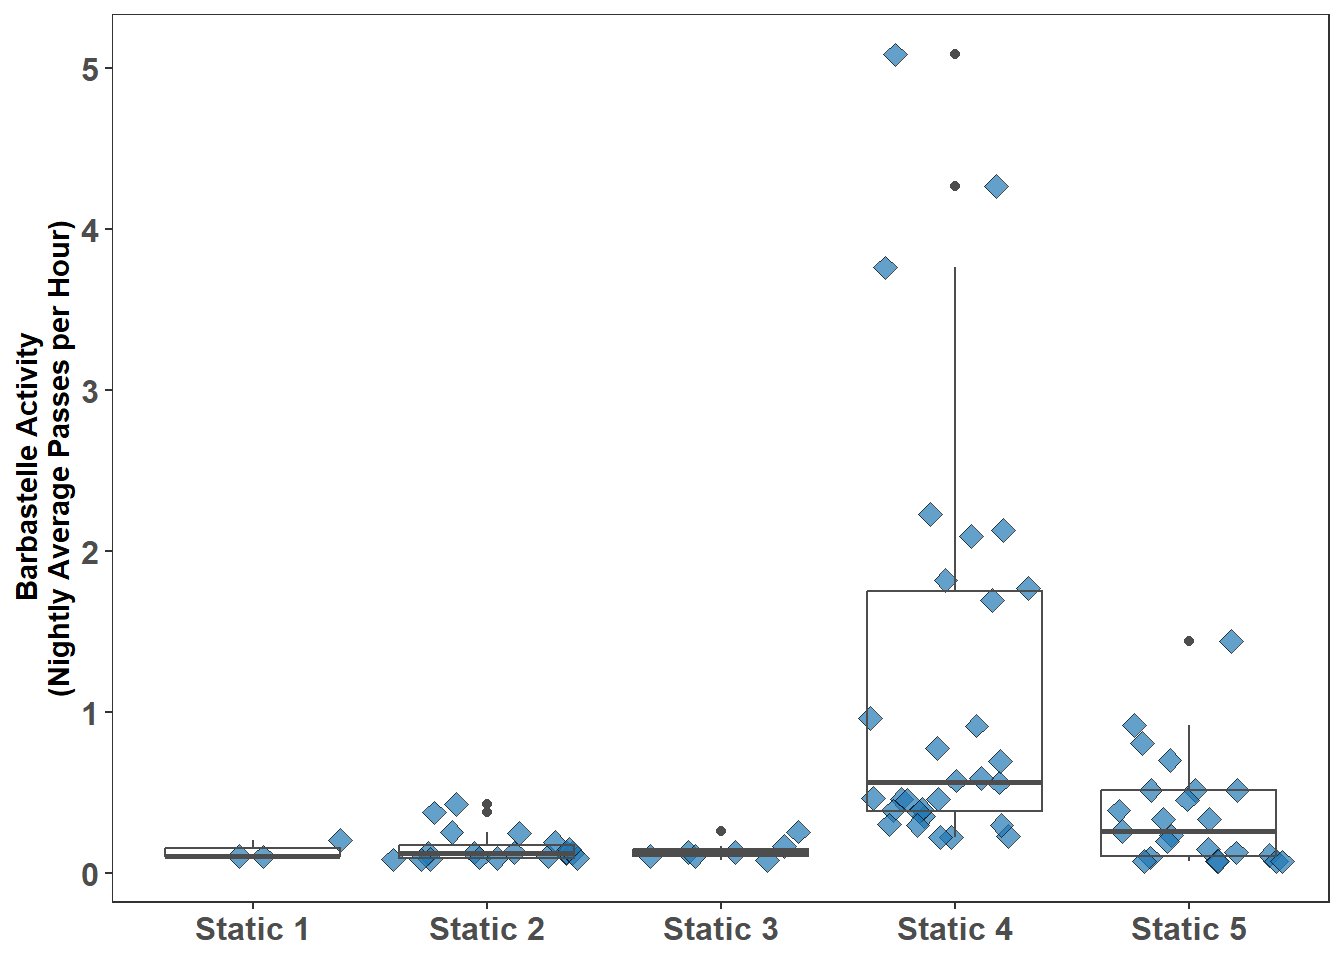 Barbastelle Activity
(Nightly Average Passes per Hour)
5
4
3
2
1
0
Static 1
Static 2
Static 3
Static 4
Static 5